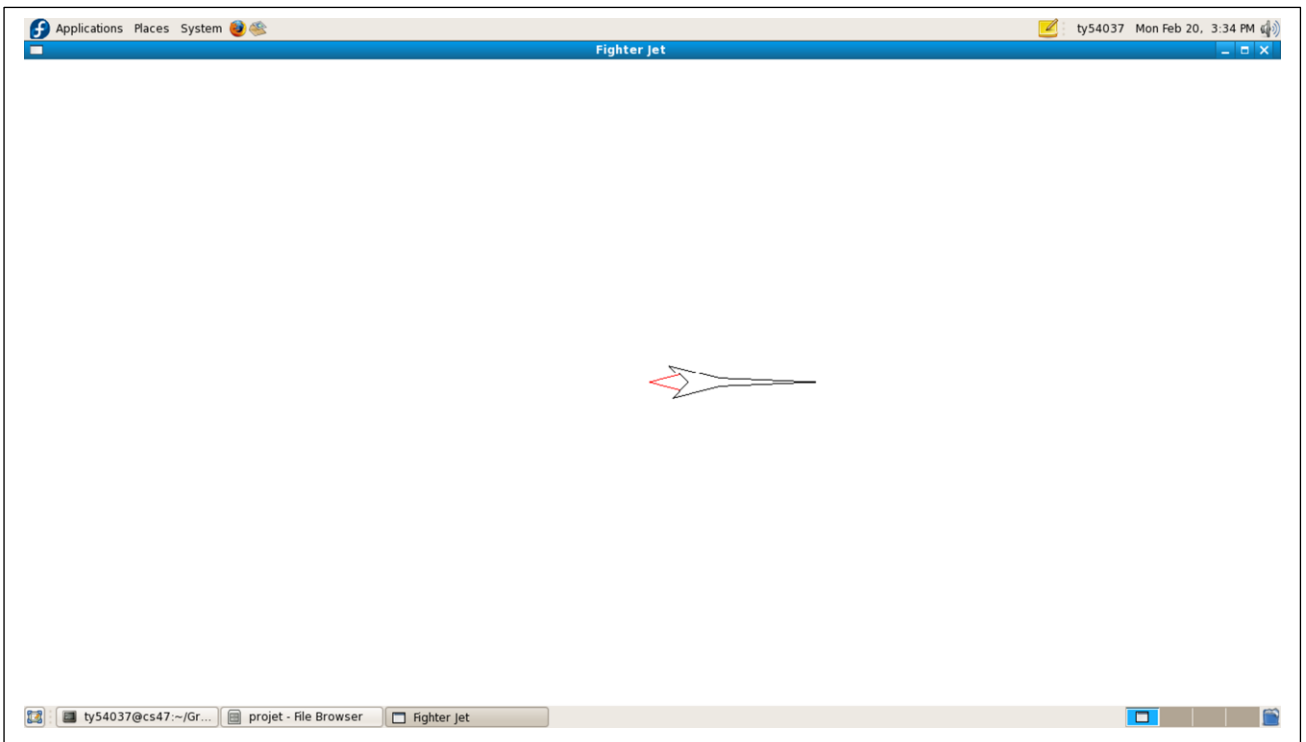 Applications Places System ty54037 Mon Feb 20, 3:34 PM
Fighter Jet
ty54037@cs47:~/Gr... projet - File Browser Fighter Jet